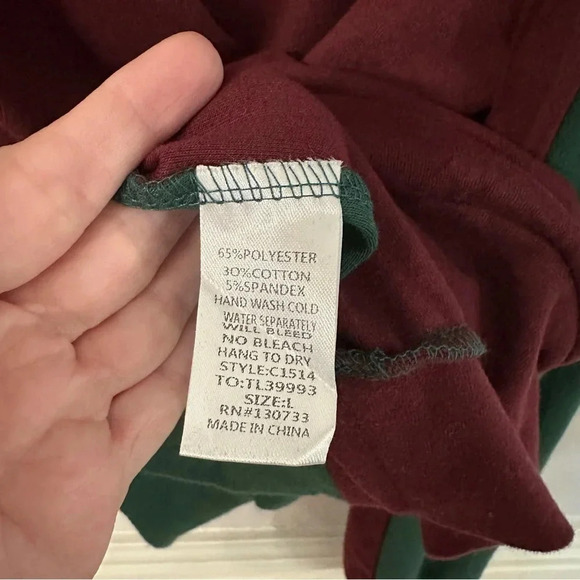 65%POLYESTER
30%COTTON
5%SPANDEX
HAND WASH COLD
WATER SEPARATELY
WILL BLEED
NO BLEACH
HANG TO DRY
STYLE:C1514
TO:TL39993
SIZE:L
RN#130733
MADE IN CHINA